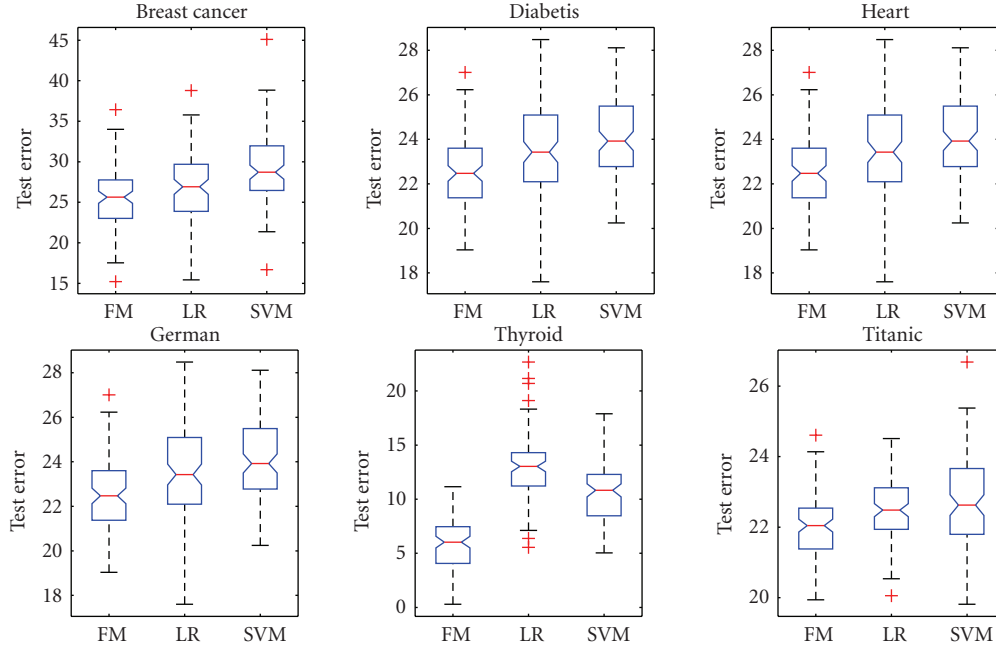 Breast cancer
Test error
45
40
35
30
25
20
15
FM LR SVM
Diabetis
Test error
28
26
24
22
20
18
FM LR SVM
Heart
Test error
28
26
24
22
20
18
FM LR SVM
German
Test error
28
26
24
22
20
18
FM LR SVM
Thyroid
Test error
20
15
10
5
0
FM LR SVM
Titanic
Test error
26
24
22
20
FM LR SVM